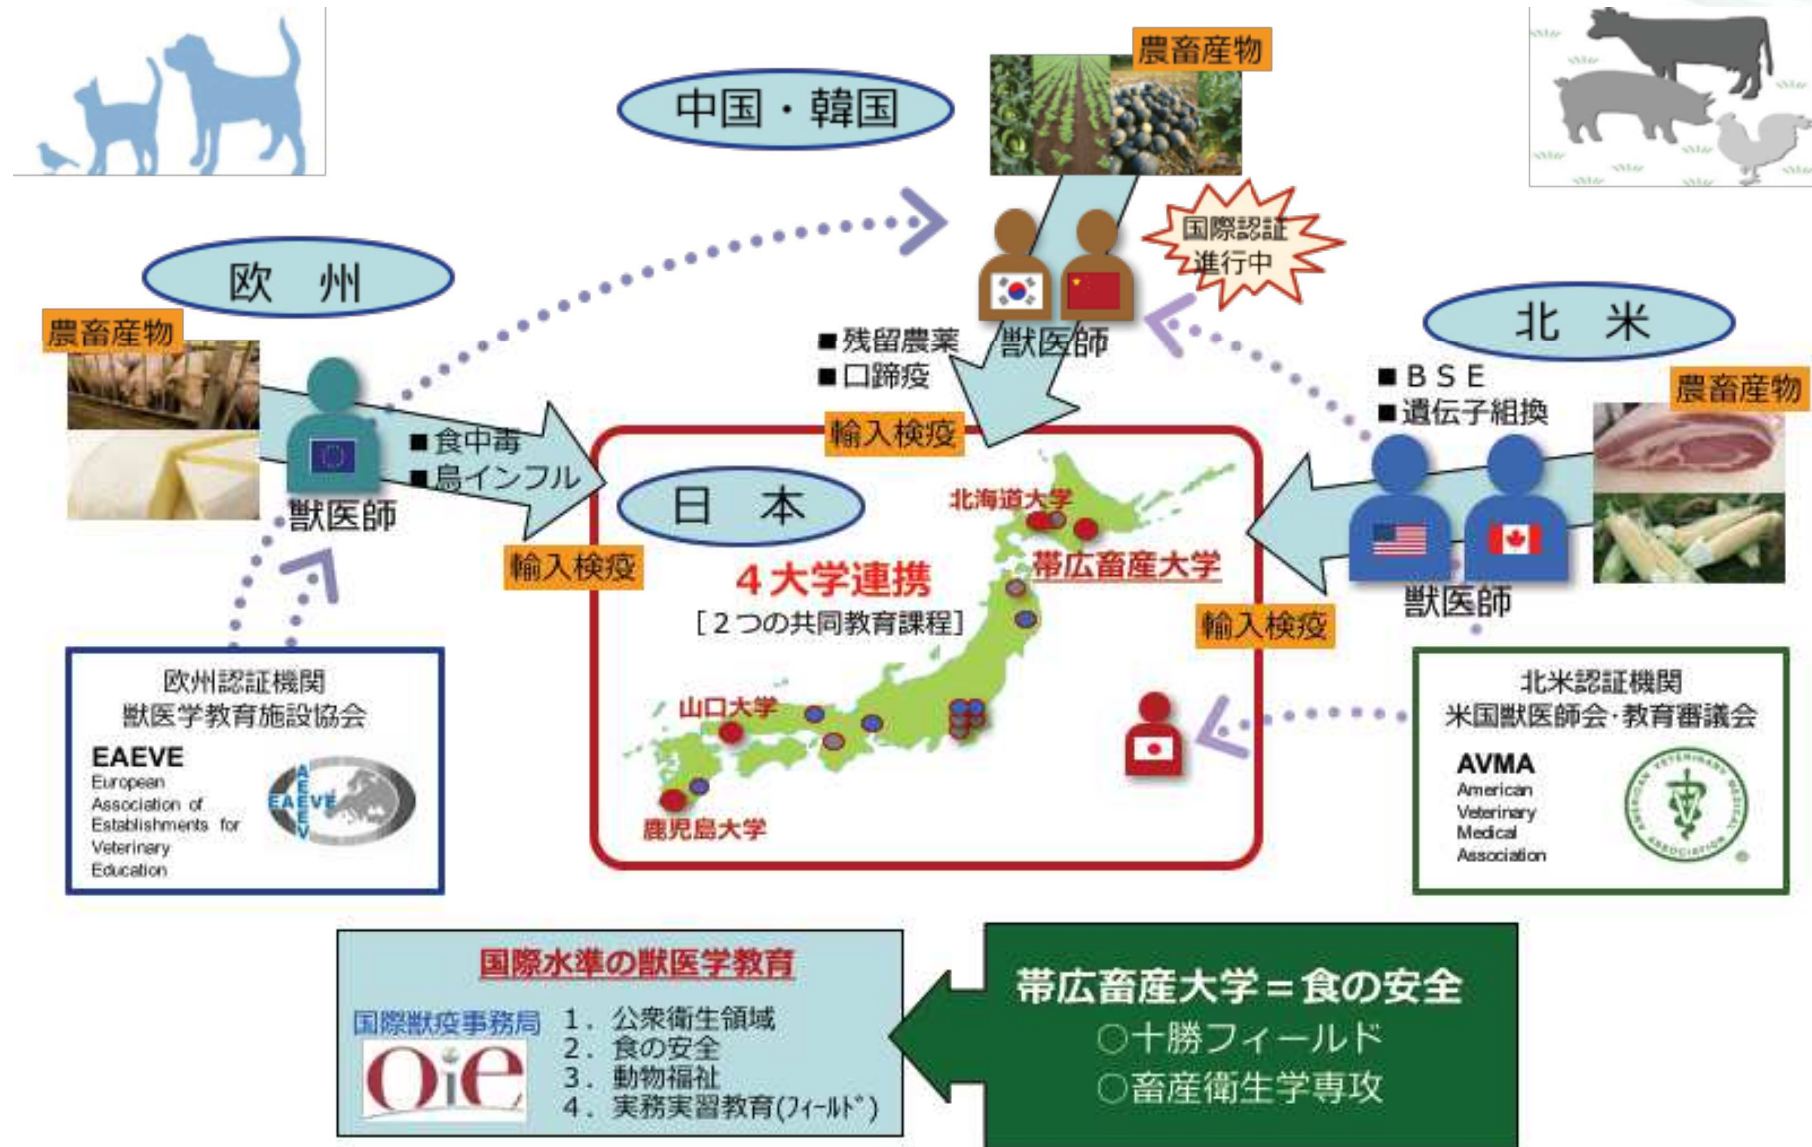 農畜産物
中国・韓国
国際認証
進行中
獣医師
■残留農薬
■口蹄疫
輸入検疫
欧　州
農畜産物
■食中毒
■鳥インフル
獣医師
輸入検疫
北　米
■ＢＳＥ
■遺伝子組換
農畜産物
獣医師
輸入検疫
日　本
４大学連携
［２つの共同教育課程］
北海道大学
帯広畜産大学
山口大学
鹿児島大学
欧州認証機関
獣医学教育施設協会
EAEVE
European
Association of
Establishments for
Veterinary
Education
EAEVE
AEEEV
北米認証機関
米国獣医師会・教育審議会
AVMA
American
Veterinary
Medical
Association
AMERICAN VETERINARY MEDICAL ASSOCIATION
V
®
国際水準の獣医学教育
国際獣疫事務局
Oie
１．公衆衛生領域
２．食の安全
３．動物福祉
４．実務実習教育(ﾌｨｰﾙﾄﾞ)
帯広畜産大学＝食の安全
○十勝フィールド
○畜産衛生学専攻